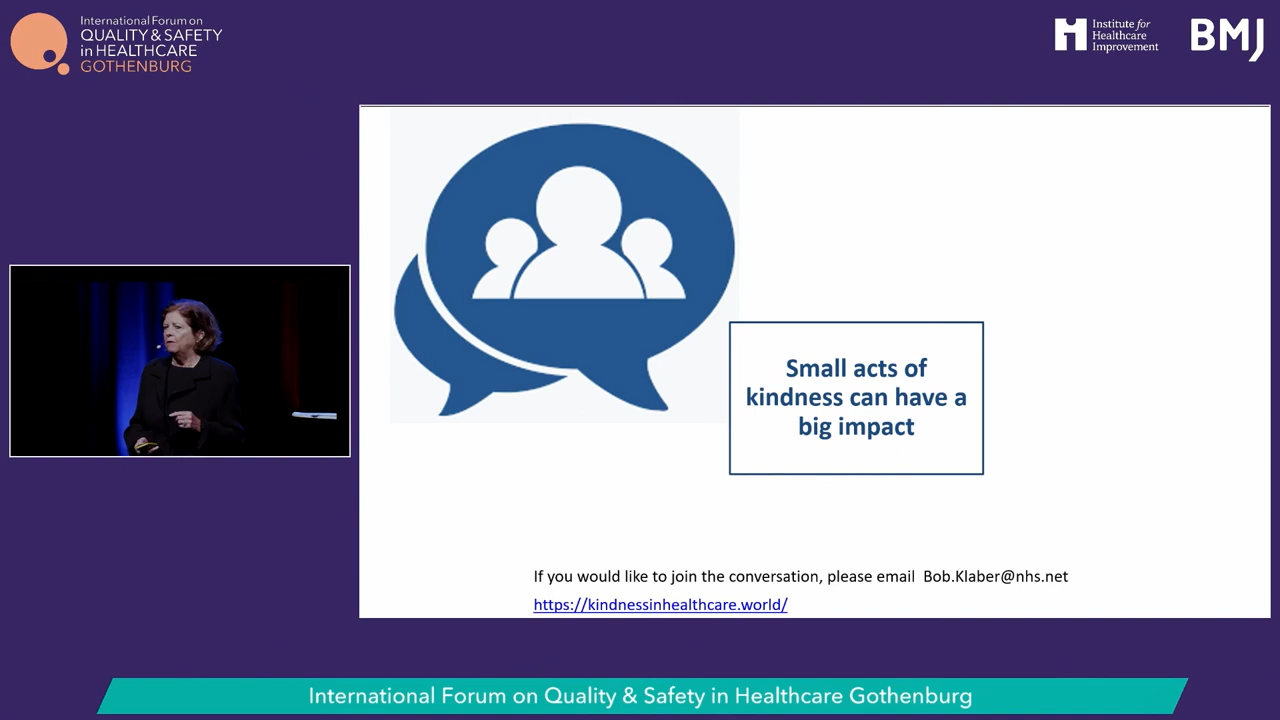 International Forum on
QUALITY & SAFETY
in HEALTHCARE
GOTHENBURG
Institute for
Healthcare
Improvement
BMJ
Small acts of
kindness can have a
big impact
If you would like to join the conversation, please email Bob.Klaber@nhs.net
https://kindnessinhealthcare.world/
International Forum on Quality & Safety in Healthcare Gothenburg